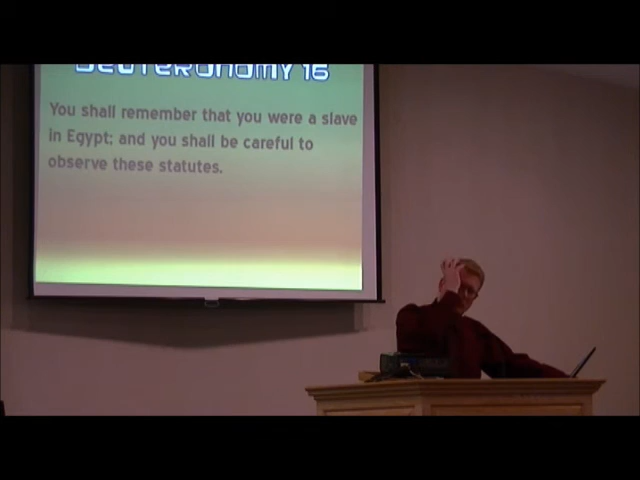 DEUTERONOMY 16
You shall remember that you were a slave
in Egypt; and you shall be careful to
observe these statutes.